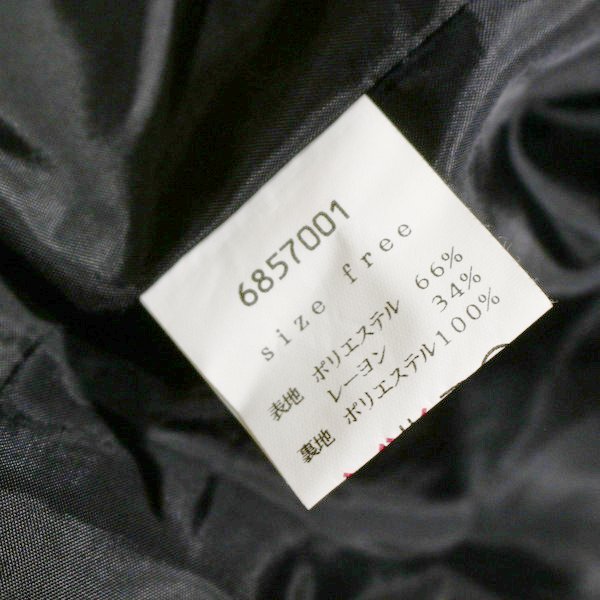 6857001
size free
表地 ポリエステル 66%
レーヨン 34%
裏地 ポリエステル100%